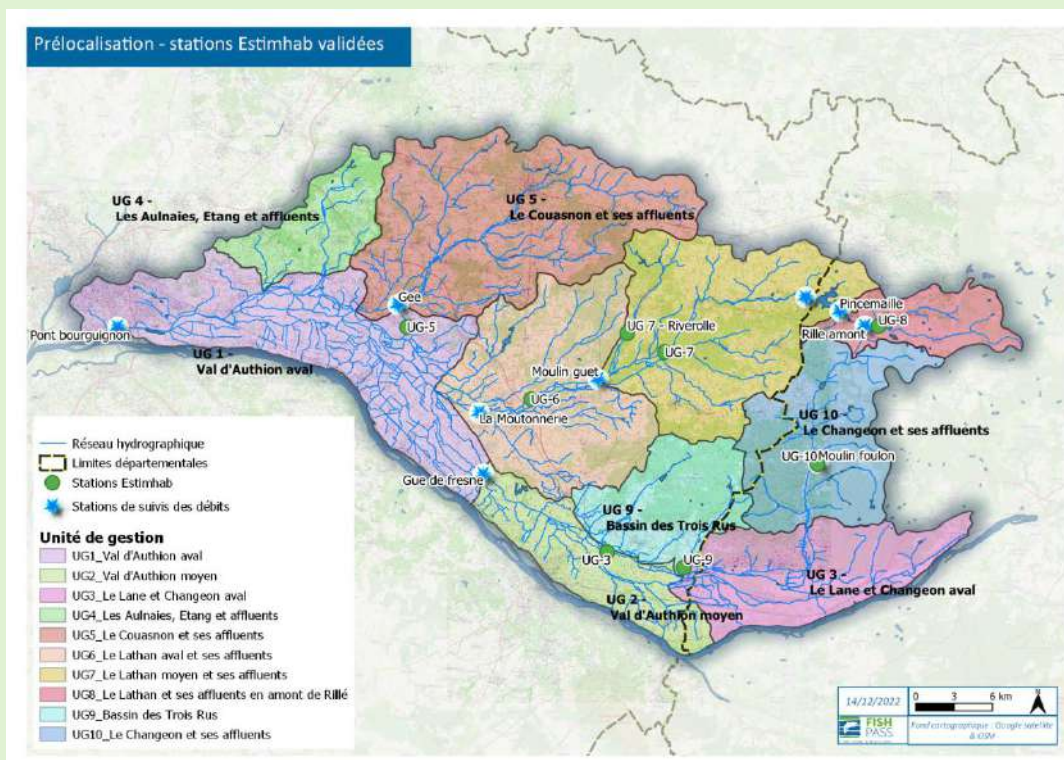 Prélocalisation - stations Estimhab validées
UG 4 -
Les Aulnaies, Etang et affluents
UG 5 -
Le Couasnon et ses affluents
Gee
UG-5
Pont bourguignon
UG 1 -
Val d'Authion aval
UG 7 - Riverolle
UG-7
Pincemaille
UG-8
Rille amont
Moulin guet
UG-6
La Moutonnerie
UG 10 -
Le Changeon et ses affluents
UG-10
Moulin foulon
Gue de fresne
UG 9 -
Bassin des Trois Rus
UG-3
UG-9
UG 3 -
Le Lane et Changeon aval
UG 2 -
Val d'Authion moyen
Réseau hydrographique
Limites départementales
Stations Estimhab
Stations de suivis des débits
Unité de gestion
UG1_Val d'Authion aval
UG2_Val d'Authion moyen
UG3_Le Lane et Changeon aval
UG4_Les Aulnaies, Etang et affluents
UG5_Le Couasnon et ses affluents
UG6_Le Lathan aval et ses affluents
UG7_Le Lathan moyen et ses affluents
UG8_Le Lathan et ses affluents en amont de Rillé
UG9_Bassin des Trois Rus
UG10_Le Changeon et ses affluents
14/12/2022
0 3 6 km
N
FISH
PASS
Fond cartographique : Google satellite
& OSM